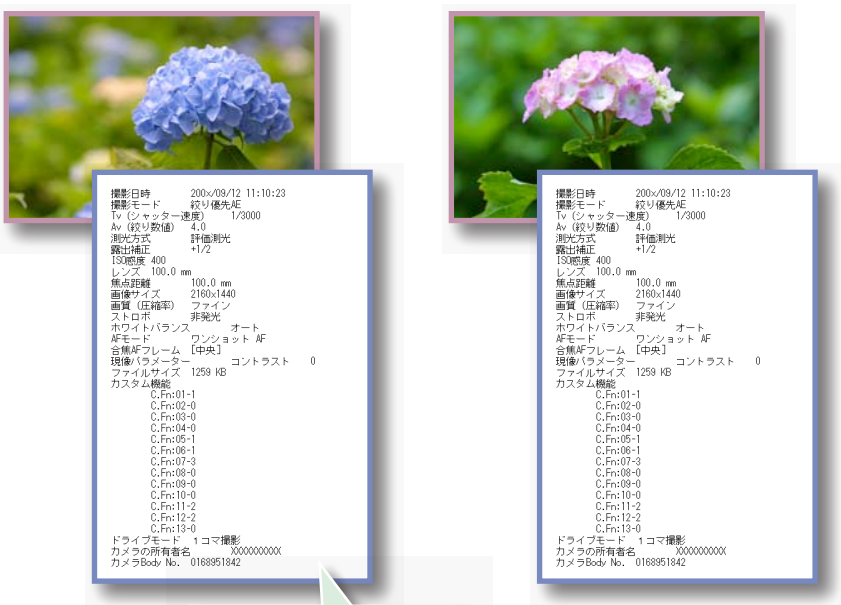 撮影日時 200×/09/12 11:10:23
撮影モード 絞り優先AE
Tv (シャッター速度) 1/3000
Av (絞り数値) 4.0
測光方式 評価測光
露出補正 +1/2
ISO感度 400
レンズ 100.0 mm
焦点距離 100.0 mm
画像サイズ 2160x1440
画質 (圧縮率) ファイン
ストロボ 非発光
ホワイトバランス オート
AFモード ワンショット AF
合焦AFフレーム [中央]
現像パラメーター コントラスト 0
ファイルサイズ 1259 KB
カスタム機能
C.Fn:01-1
C.Fn:02-0
C.Fn:03-0
C.Fn:04-0
C.Fn:05-1
C.Fn:06-1
C.Fn:07-3
C.Fn:08-0
C.Fn:09-0
C.Fn:10-0
C.Fn:11-2
C.Fn:12-2
C.Fn:13-0
ドライブモード 1コマ撮影
カメラの所有者名 XXXXXXXXXX
カメラBody No. 0168951842
撮影日時 200×/09/12 11:10:23
撮影モード 絞り優先AE
Tv (シャッター速度) 1/3000
Av (絞り数値) 4.0
測光方式 評価測光
露出補正 +1/2
ISO感度 400
レンズ 100.0 mm
焦点距離 100.0 mm
画像サイズ 2160x1440
画質 (圧縮率) ファイン
ストロボ 非発光
ホワイトバランス オート
AFモード ワンショット AF
合焦AFフレーム [中央]
現像パラメーター コントラスト 0
ファイルサイズ 1259 KB
カスタム機能
C.Fn:01-1
C.Fn:02-0
C.Fn:03-0
C.Fn:04-0
C.Fn:05-1
C.Fn:06-1
C.Fn:07-3
C.Fn:08-0
C.Fn:09-0
C.Fn:10-0
C.Fn:11-2
C.Fn:12-2
C.Fn:13-0
ドライブモード 1コマ撮影
カメラの所有者名 XXXXXXXXXX
カメラBody No. 0168951842